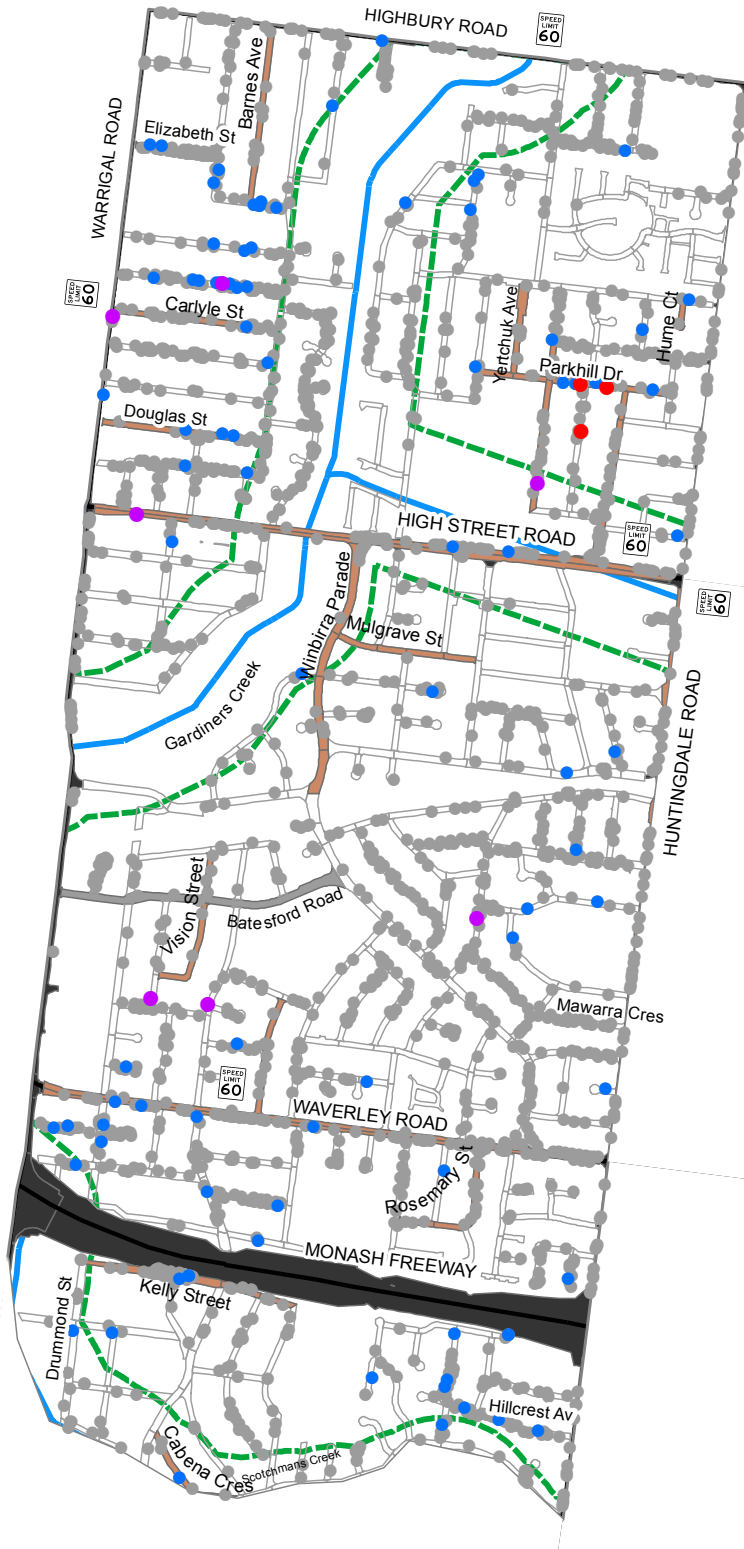 HIGHBURY ROAD
SPEED
LIMIT
60
Barnes Ave
Elizabeth St
WARRIGAL ROAD
SPEED
LIMIT
60
Carlyle St
Yertchuk Ave
Hume Ct
Parkhill Dr
Douglas St
HIGH STREET ROAD
SPEED
LIMIT
60
SPEED
LIMIT
60
Winbirra Parade
Mulgrave St
Gardiners Creek
HUNTINGDALE ROAD
Vision Street
Batesford Road
Mawarra Cres
SPEED
LIMIT
60
WAVERLEY ROAD
Rosemary St
MONASH FREEWAY
Kelly Street
Drummond St
Hillcrest Av
Cabena Cres
Scotchmans Creek